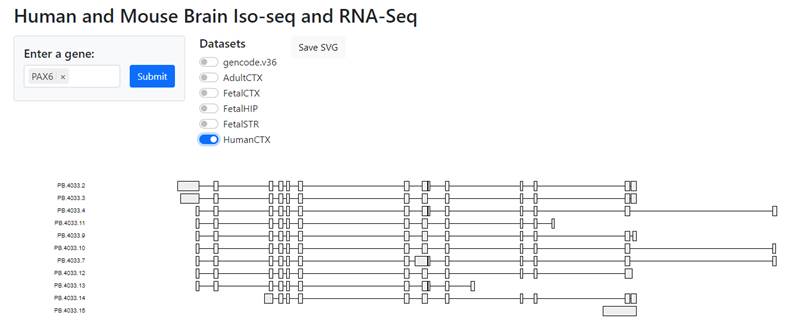 Human and Mouse Brain Iso-seq and RNA-Seq
Enter a gene:
PAX6 ×
Submit
Datasets
gencode.v36
AdultCTX
FetalCTX
FetalHIP
FetalSTR
HumanCTX
Save SVG
PB.4033.2
PB.4033.3
PB.4033.4
PB.4033.11
PB.4033.9
PB.4033.10
PB.4033.7
PB.4033.12
PB.4033.13
PB.4033.14
PB.4033.15